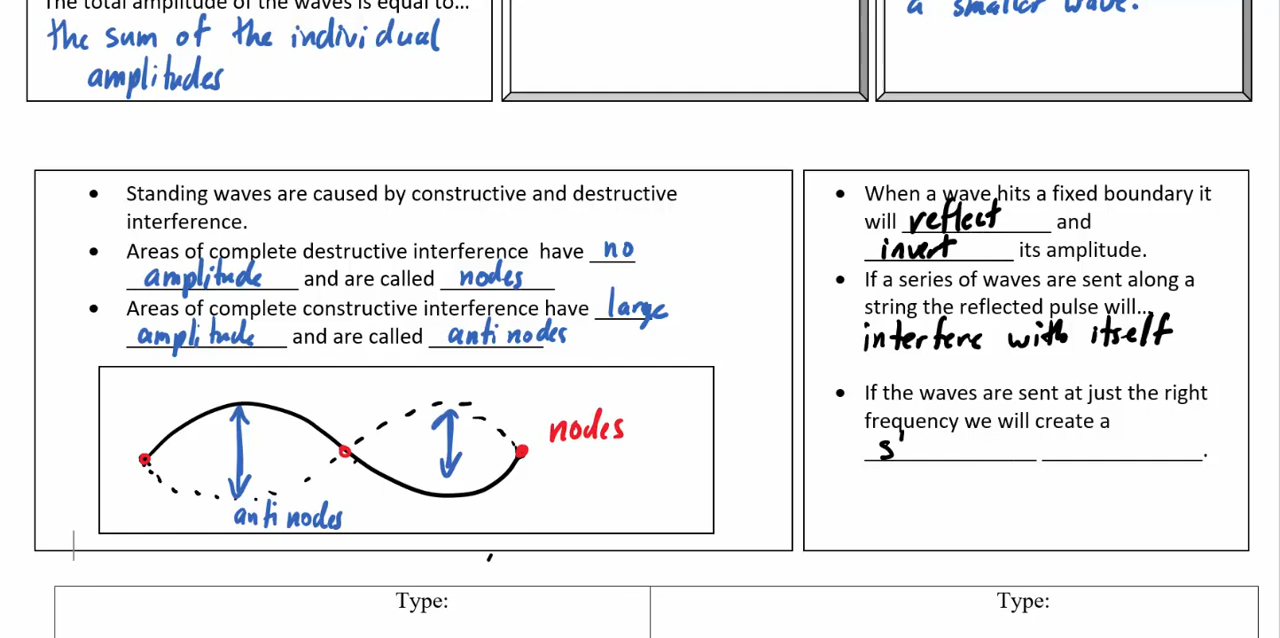 The total amplitude of the waves is equal to...
the sum of the individual
amplitudes
a smaller wave.
• Standing waves are caused by constructive and destructive
interference.
• Areas of complete destructive interference have no
amplitude and are called nodes
• Areas of complete constructive interference have large
amplitude and are called anti nodes
nodes
anti nodes
• When a wave hits a fixed boundary it
will reflect and
invert its amplitude.
• If a series of waves are sent along a
string the reflected pulse will...
interfere with itself
• If the waves are sent at just the right
frequency we will create a
s
Type:
Type: